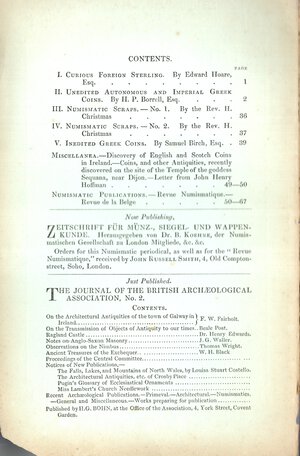 CONTENTS.
PAGE
I. Curious Foreign Sterling. By Edward Hoare,
Esq. . . . . . . 1
II. Unedited Autonomous and Imperial Greek
Coins. By H. P. Borrell, Esq. . . . 2
III. Numismatic Scraps.—No. 1. By the Rev. H.
Christmas . . . . . . 36
IV. Numismatic Scraps.—No. 2. By the Rev. H.
Christmas . . . . . . 37
V. Inedited Greek Coins. By Samuel Birch, Esq. . 39
Miscellanea.—Discovery of English and Scotch Coins
in Ireland.—Coins, and other Antiquities, recently
discovered on the site of the Temple of the goddess
Sequana, near Dijon.—Letter from John Henry
Hoffman . . . . . . 49—50
Numismatic Publications.—Revue Numismatique.—
Revue de la Belge . . . . . 50—67
Now Publishing,
ZEITSCHRIFT FÜR MÜNZ-, SIEGEL- UND WAPPEN-
KUNDE. Herausgegeben von Dr. B. Koehne, der Numis-
matischen Gesellschaft zu London Mitgliede, &c. &c.
Orders for this Numismatic periodical, as well as for the "Revue
Numismatique," received by John Russell Smith, 4, Old Compton-
street, Soho, London.
Just Published.
THE JOURNAL OF THE BRITISH ARCHÆOLOGICAL
ASSOCIATION, No. 2.
Contents.
On the Architectural Antiquities of the town of Galway in
Ireland } F. W. Fairholt.
On the Transmission of Objects of Antiquity to our times. Beale Post.
Ragland Castle Dr. Henry Edwards.
Notes on Anglo-Saxon Masonry J. G. Waller.
Observations on the Nimbus Thomas Wright.
Ancient Treasures of the Exchequer W. H. Black
Proceedings of the Central Committee
Notices of New Publications,—
The Falls, Lakes, and Mountains of North Wales, by Louisa Stuart Costello.
The Architectural Antiquities, etc. of Crosby Place
Pugin's Glossary of Ecclesiastical Ornaments
Miss Lambert's Church Needlework
Recent Archæological Publications.—Primeval.—Architectural.—Numismatic.
—General and Miscellaneous.—Works preparing for publication
Published by H.G. BOHN, at the Office of the Association, 4, York Street, Covent
Garden.